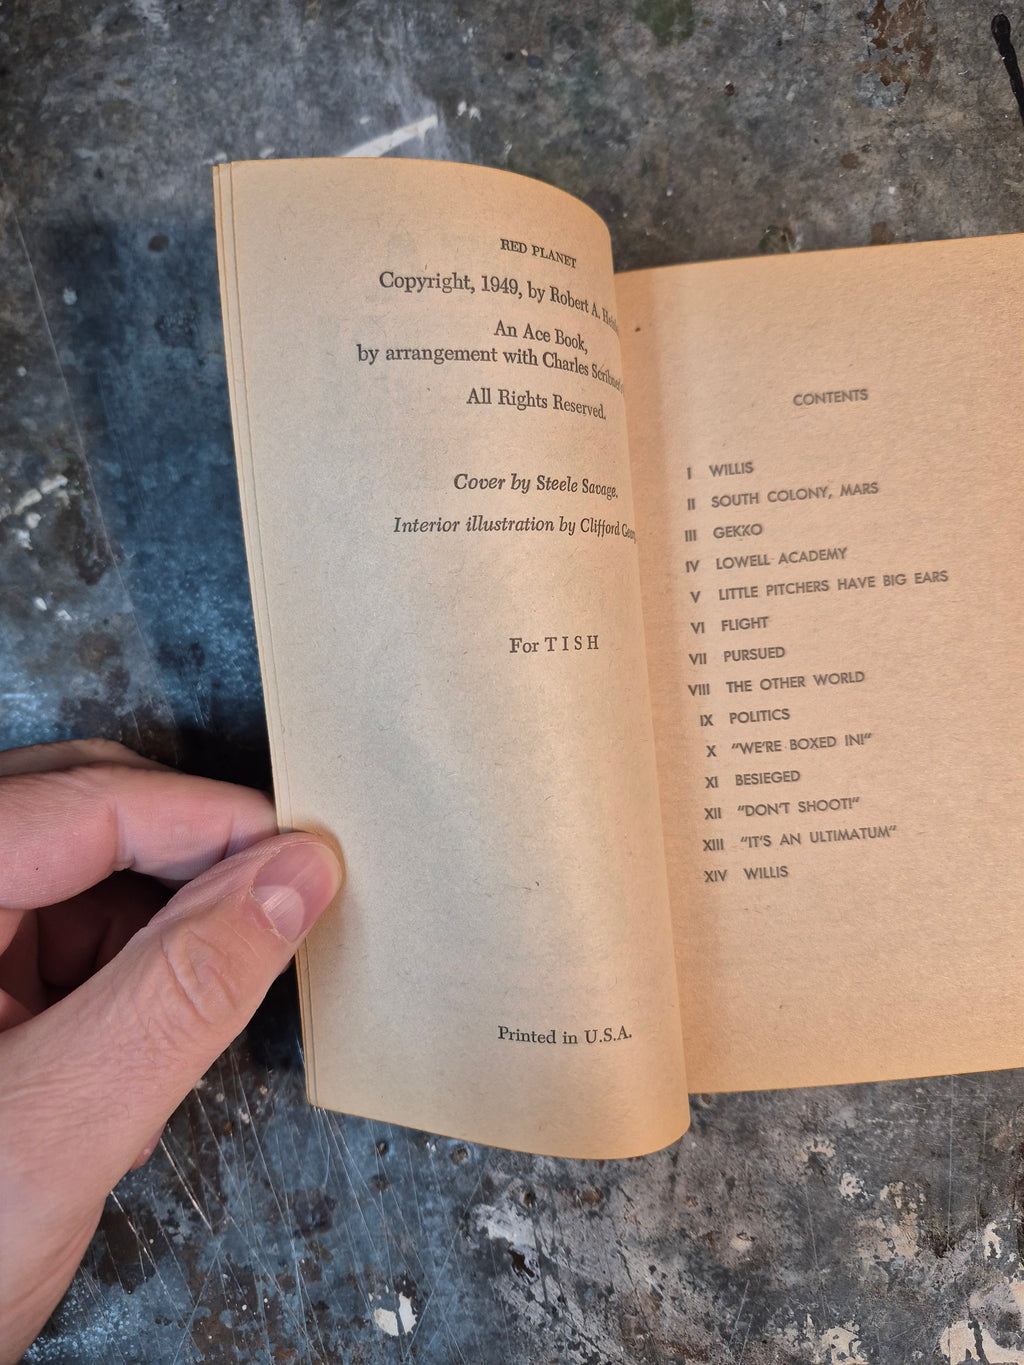 RED PLANET
Copyright, 1949, by Robert A.
An Ace Book,
by arrangement with Charles Scribner's
All Rights Reserved.
Cover by Steele Savage.
Interior illustration by Clifford
For TISH
Printed in U.S.A.
CONTENTS
I WILLIS
II SOUTH COLONY, MARS
III GEKKO
IV LOWELL ACADEMY
V LITTLE PITCHERS HAVE BIG EARS
VI FLIGHT
VII PURSUED
VIII THE OTHER WORLD
IX POLITICS
X "WE'RE BOXED IN!"
XI BESIEGED
XII "DON'T SHOOT!"
XIII "IT'S AN ULTIMATUM"
XIV WILLIS